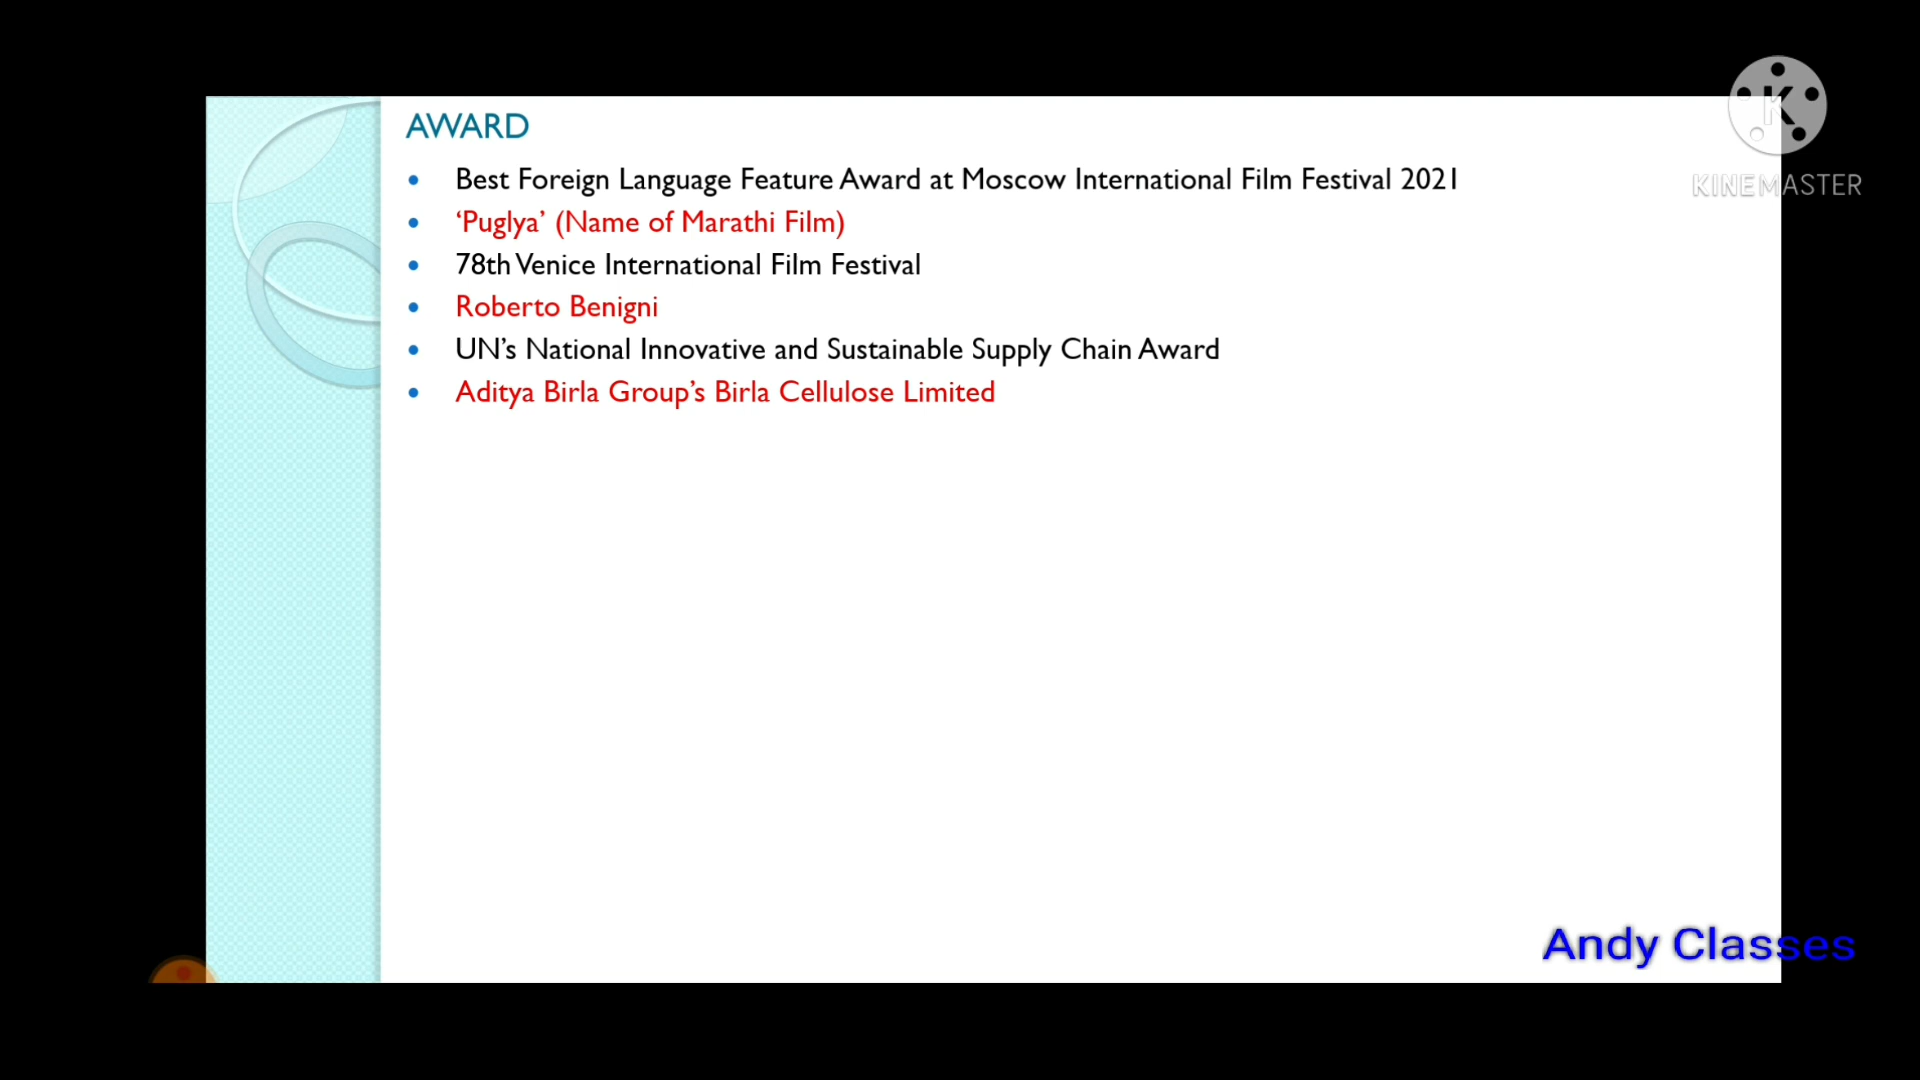 AWARD
Best Foreign Language Feature Award at Moscow International Film Festival 2021
‘Puglya’ (Name of Marathi Film)
78th Venice International Film Festival
Roberto Benigni
UN’s National Innovative and Sustainable Supply Chain Award
Aditya Birla Group’s Birla Cellulose Limited
K
KINEMASTER
Andy Classes